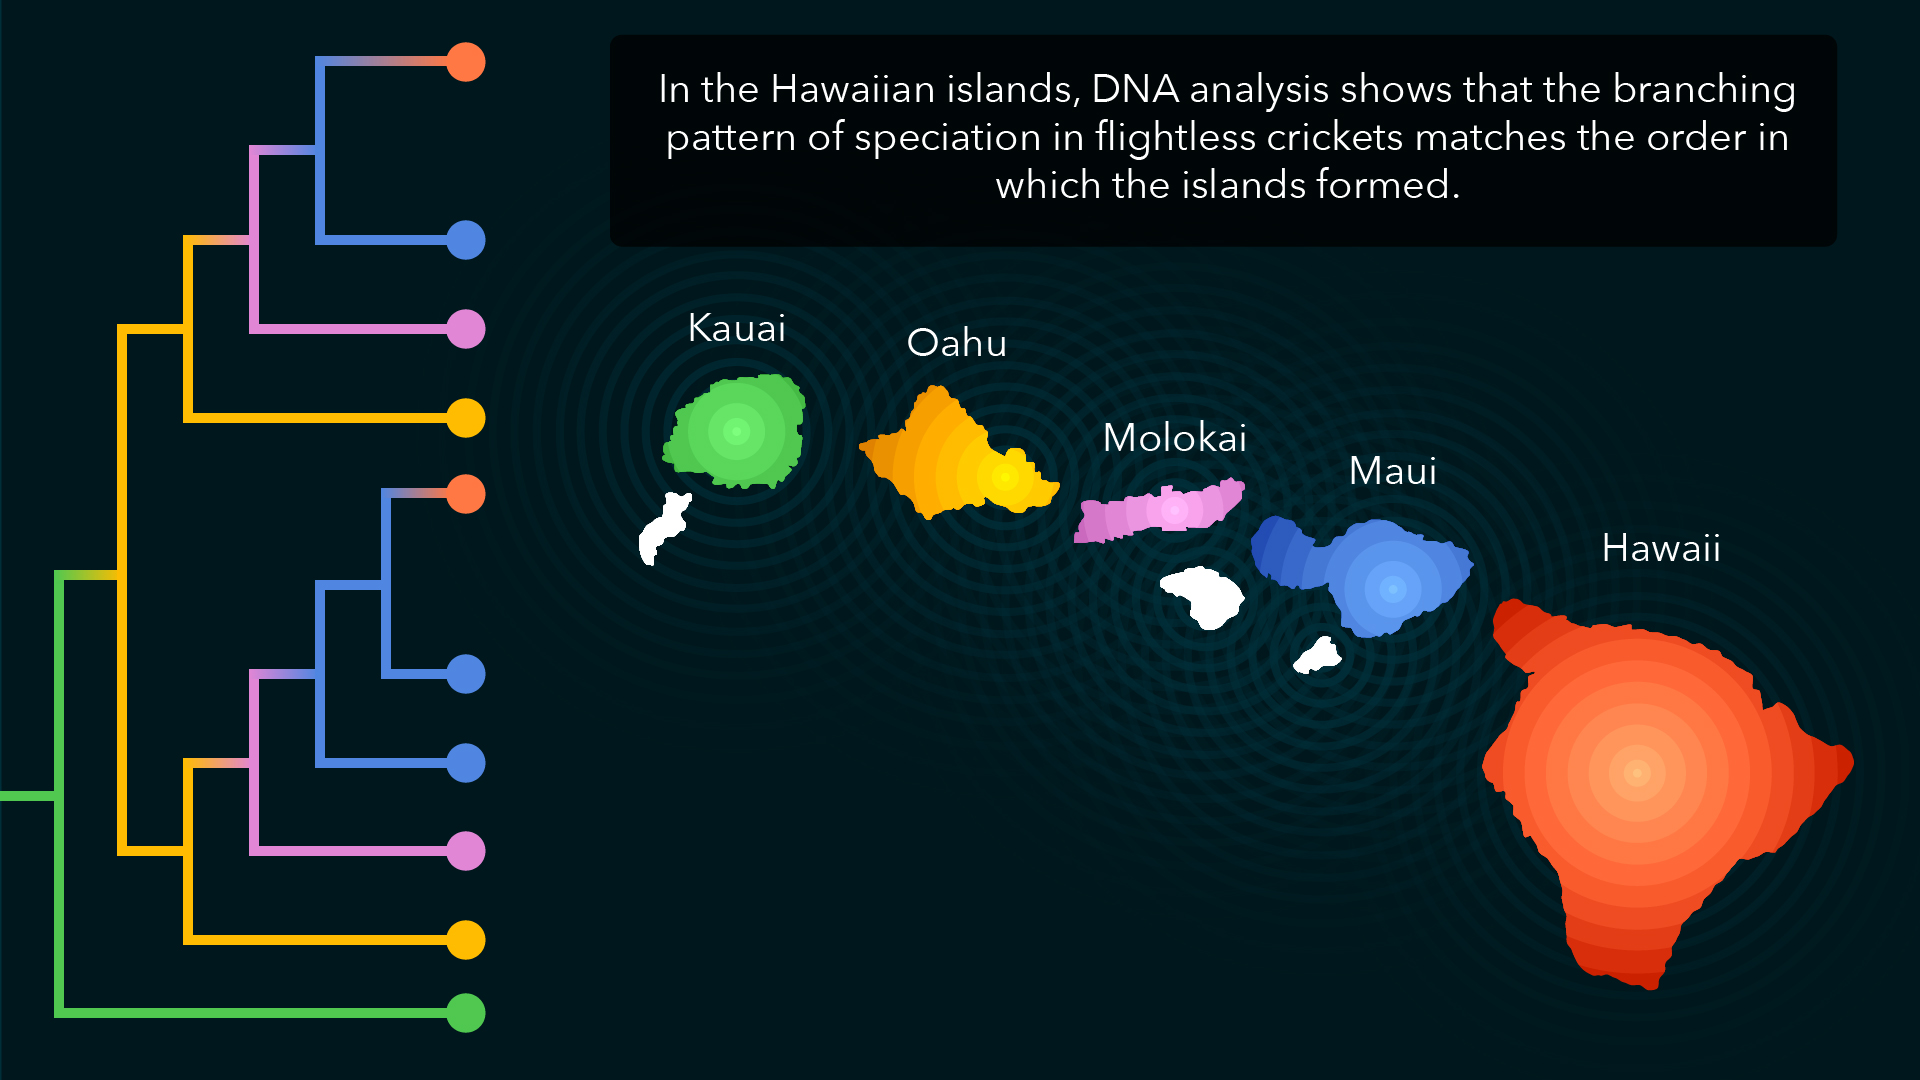 In the Hawaiian islands, DNA analysis shows that the branching
pattern of speciation in flightless crickets matches the order in
which the islands formed.
Kauai
Oahu
Molokai
Maui
Hawaii